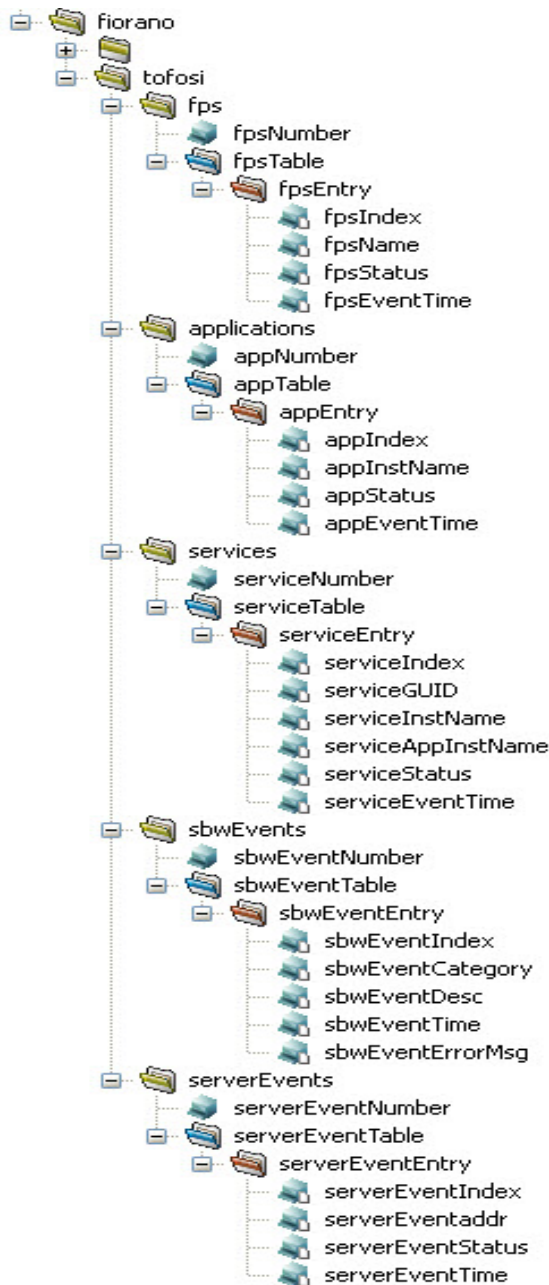 fiorano
tofosi
fps
fpsNumber
fpsTable
fpsEntry
fpsIndex
fpsName
fpsStatus
fpsEventTime
applications
appNumber
appTable
appEntry
appIndex
appInstName
appStatus
appEventTime
services
serviceNumber
serviceTable
serviceEntry
serviceIndex
serviceGUID
serviceInstName
serviceAppInstName
serviceStatus
serviceEventTime
sbwEvents
sbwEventNumber
sbwEventTable
sbwEventEntry
sbwEventIndex
sbwEventCategory
sbwEventDesc
sbwEventTime
sbwEventErrorMsg
serverEvents
serverEventNumber
serverEventTable
serverEventEntry
serverEventIndex
serverEventaddr
serverEventStatus
serverEventTime